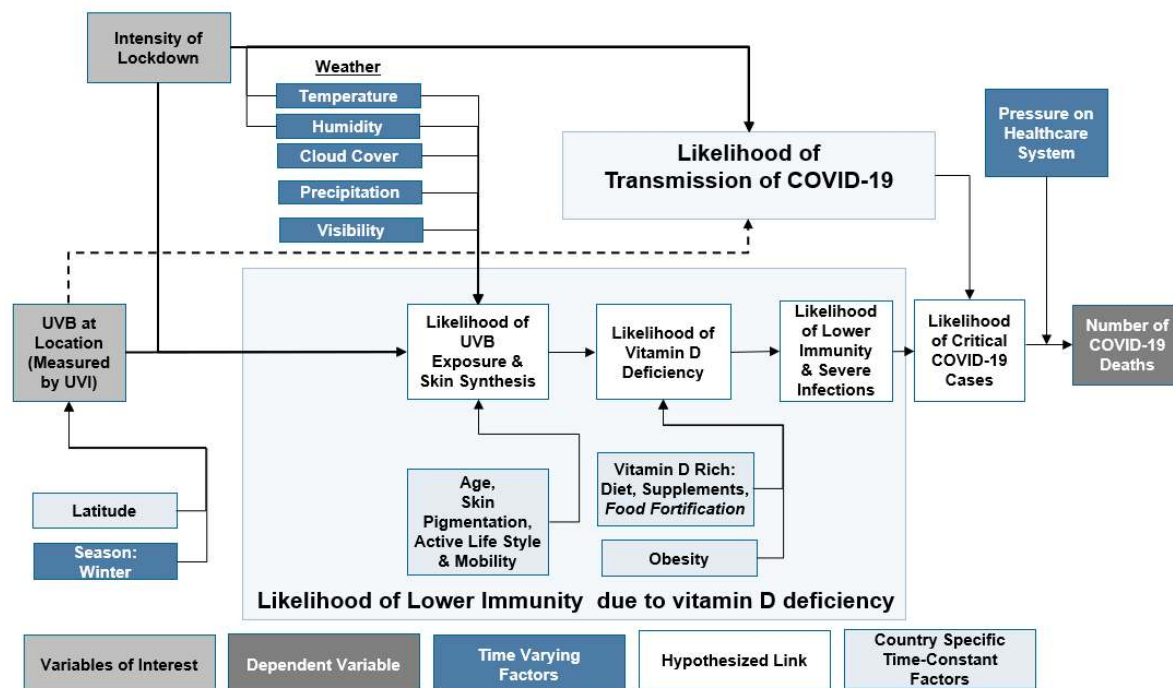 Intensity of
Lockdown
Weather
Temperature
Humidity
Cloud Cover
Precipitation
Visibility
Likelihood of
Transmission of COVID-19
Pressure on
Healthcare
System
UVB at
Location
(Measured
by UVI)
Likelihood of
UVB
Exposure &
Skin Synthesis
Likelihood of
Vitamin D
Deficiency
Likelihood
of Lower
Immunity
& Severe
Infections
Likelihood
of Critical
COVID-19
Cases
Number of
COVID-19
Deaths
Latitude
Season:
Winter
Age,
Skin
Pigmentation,
Active Life Style
& Mobility
Vitamin D Rich:
Diet, Supplements,
Food Fortification
Obesity
Likelihood of Lower Immunity due to vitamin D deficiency
Variables of Interest
Dependent Variable
Time Varying
Factors
Hypothesized Link
Country Specific
Time-Constant
Factors